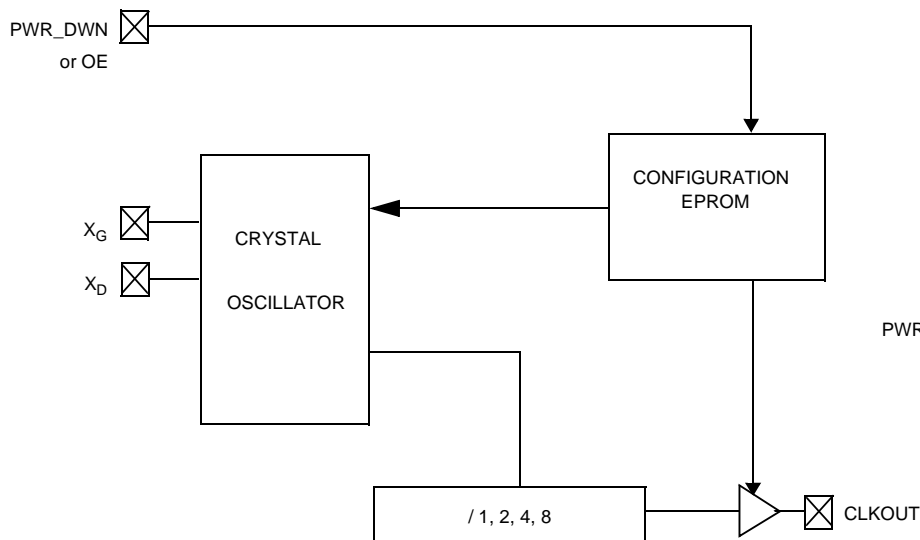 PWR_DWN
or OE
CONFIGURATION
EPROM
X_G
CRYSTAL
X_D
OSCILLATOR
PWR
/ 1, 2, 4, 8
CLKOUT